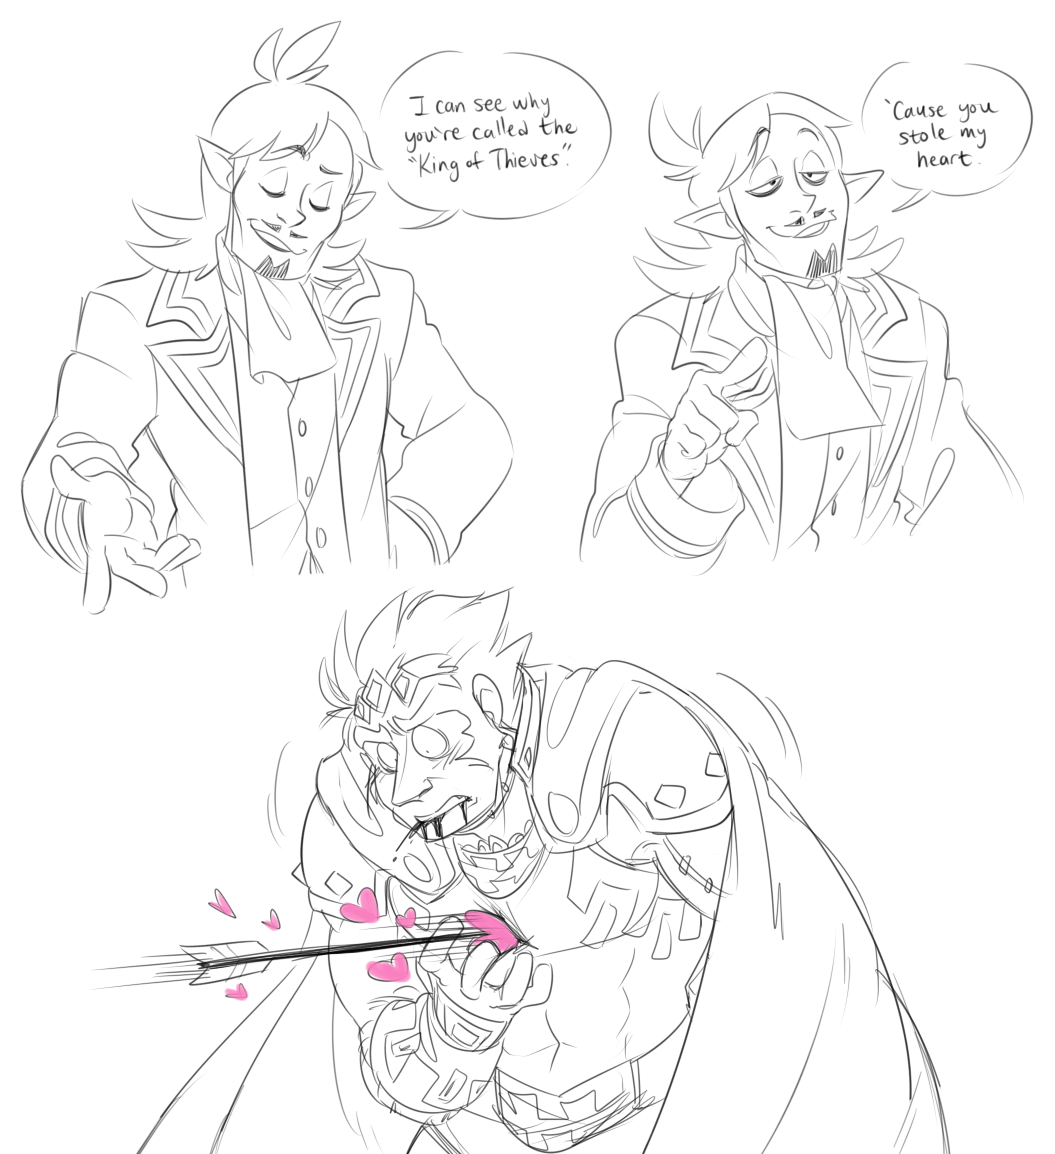 I can see why
you're called the
"King of Thieves".
'Cause you
stole my
heart.